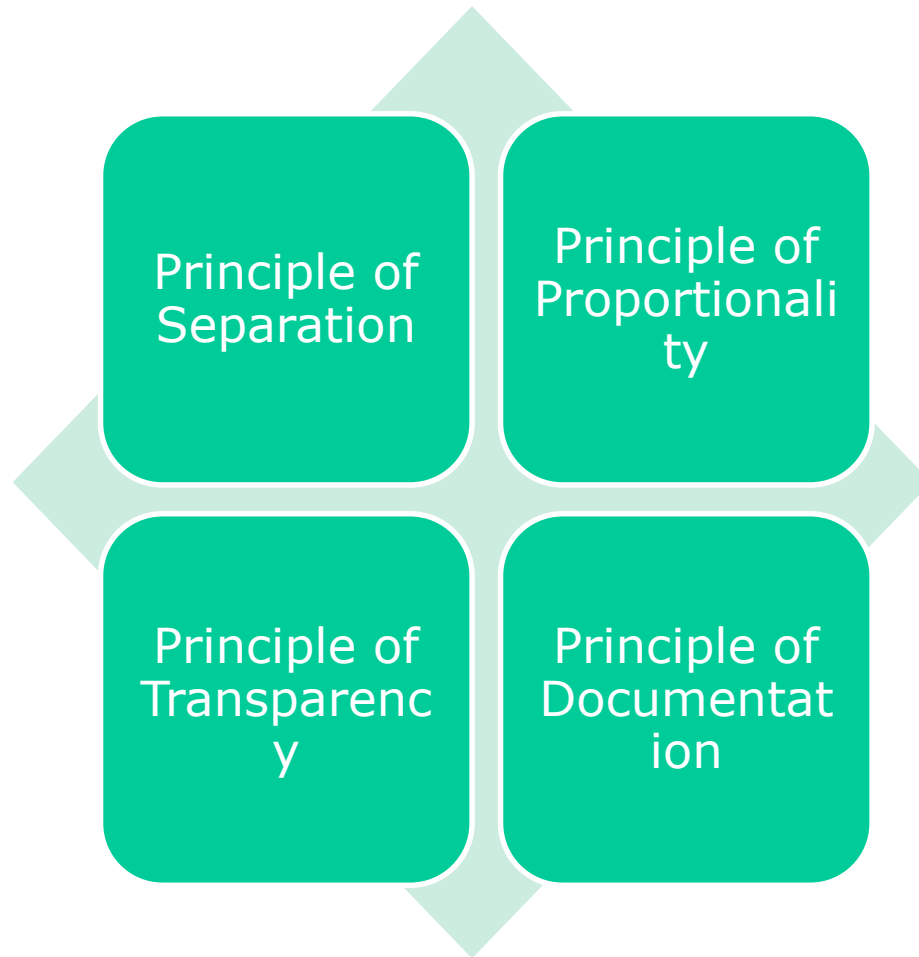 Principle of
Separation
Principle of
Proportionali
ty
Principle of
Transparenc
y
Principle of
Documentat
ion